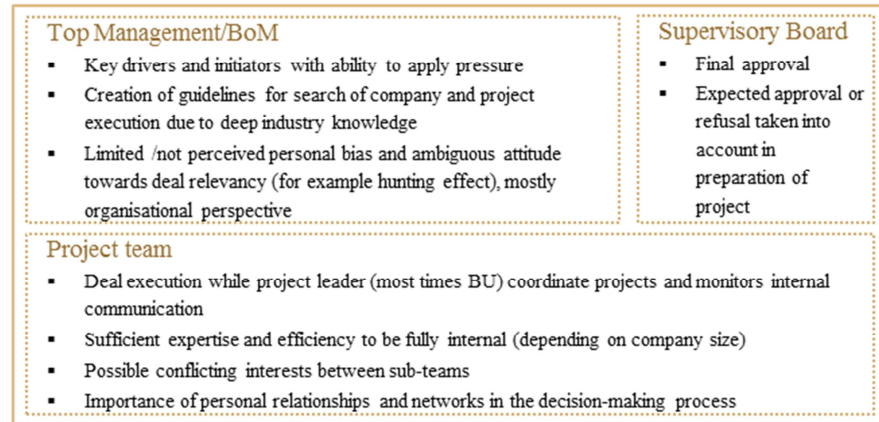 Top Management/BoM
▪ Key drivers and initiators with ability to apply pressure
▪ Creation of guidelines for search of company and project
execution due to deep industry knowledge
▪ Limited /not perceived personal bias and ambiguous attitude
towards deal relevancy (for example hunting effect), mostly
organisational perspective
Supervisory Board
▪ Final approval
▪ Expected approval or
refusal taken into
account in
preparation of
project
Project team
▪ Deal execution while project leader (most times BU) coordinate projects and monitors internal
communication
▪ Sufficient expertise and efficiency to be fully internal (depending on company size)
▪ Possible conflicting interests between sub-teams
▪ Importance of personal relationships and networks in the decision-making process